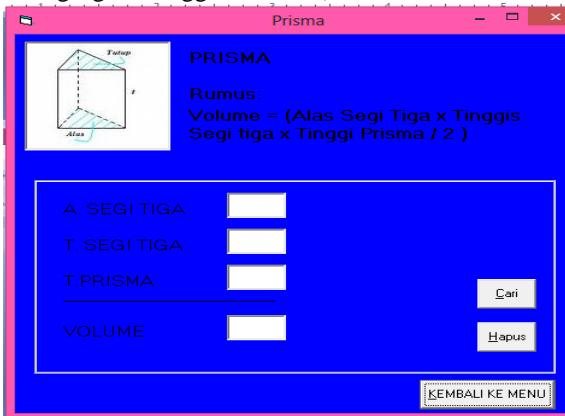 Prisma
Tutup
t
Alas
PRISMA
Rumus:
Volume = (Alas Segi Tiga x Tinggis
Segi tiga x Tinggi Prisma / 2 )
A. SEGI TIGA
T. SEGI TIGA
T.PRISMA
VOLUME
Cari
Hapus
KEMBALI KE MENU